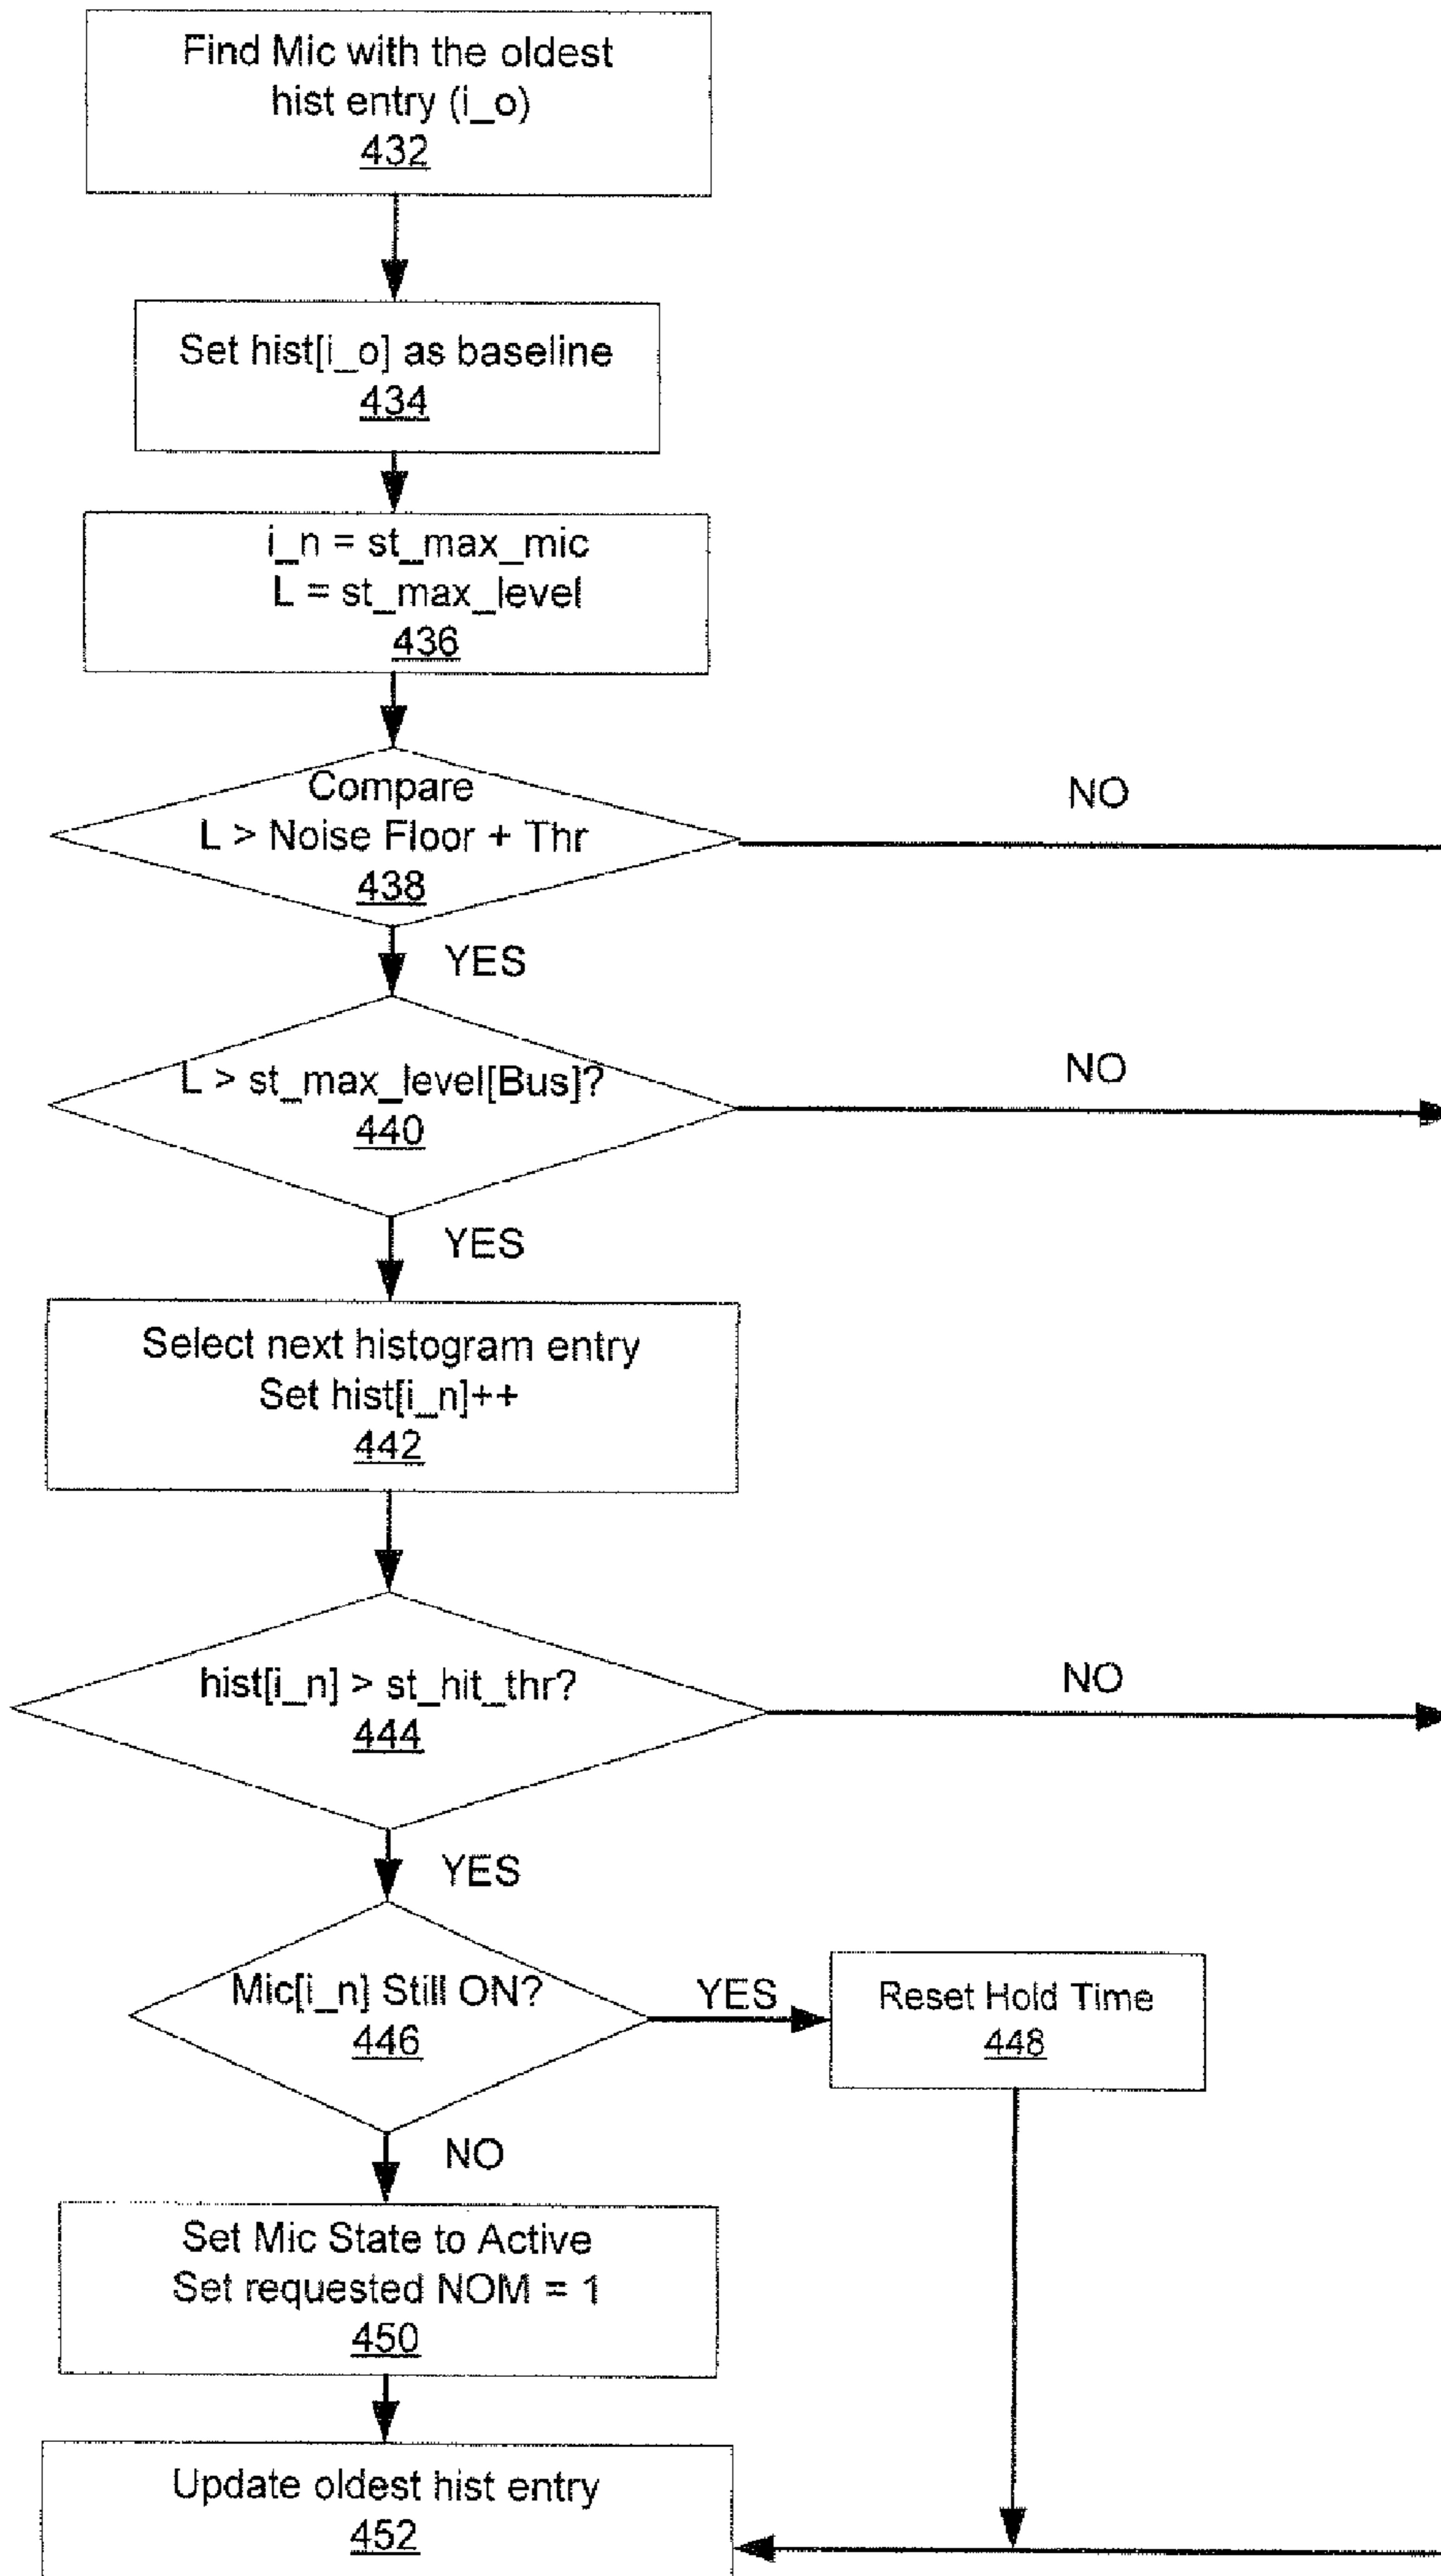 Find Mic with the oldest
hist entry (i_o)
432
Set hist[i_o] as baseline
434
i_n = st_max_mic
L = st_max_level
436
Compare
L > Noise Floor + Thr
438
NO
YES
L > st_max_level[Bus]?
440
NO
YES
Select next histogram entry
Set hist[i_n]++
442
hist[i_n] > st_hit_thr?
444
NO
YES
Mic[i_n] Still ON?
446
YES
Reset Hold Time
448
NO
Set Mic State to Active
Set requested NOM = 1
450
Update oldest hist entry
452